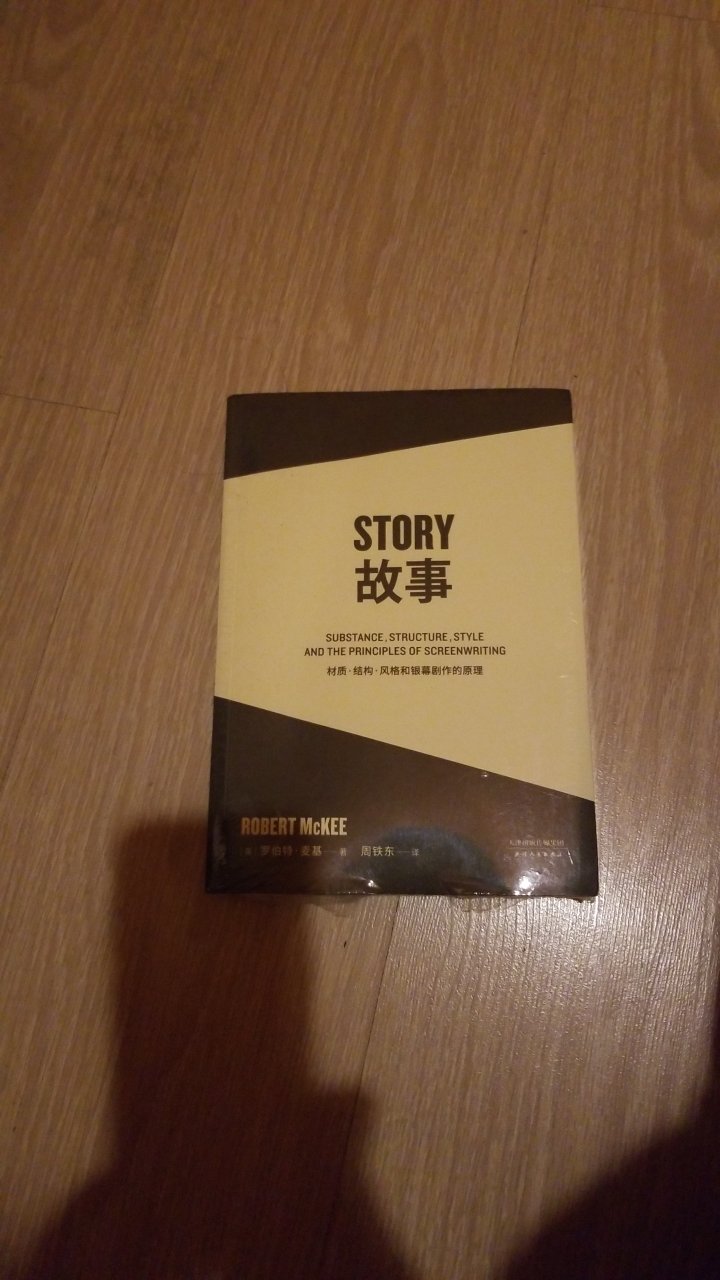 STORY
故事
SUBSTANCE, STRUCTURE, STYLE
AND THE PRINCIPLES OF SCREENWRITING
材质·结构·风格和银幕剧作的原理
ROBERT McKEE
[美] 罗伯特·麦基—著 周铁东—译